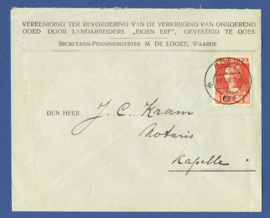 VEREENIGING TER BEVORDERING VAN DE VERKRIJGING VAN ONROEREND
GOED DOOR LANDARBEIDERS „EIGEN ERF”, GEVESTIGD TE GOES
SECRETARIS-PENNINGMEESTER M. DE LOOZE, WAARDE
DEN HEER J. C. Kram
Notaris
Kapelle